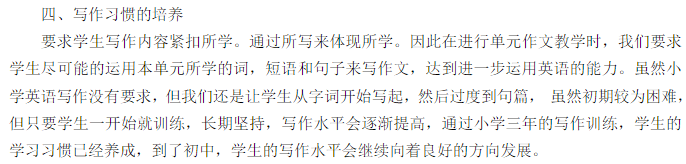 四、写作习惯的培养
要求学生写作内容紧扣所学。通过所写来体现所学。因此在进行单元作文教学时，我们要求
学生尽可能的运用本单元所学的词，短语和句子来写作文，达到进一步运用英语的能力。虽然小
学英语写作没有要求，但我们还是让学生从字词开始写起，然后过度到句篇， 虽然初期较为困难，
但只要学生一开始就训练，长期坚持，写作水平会逐渐提高，通过小学三年的写作训练，学生的
学习习惯已经养成，到了初中，学生的写作水平会继续向着良好的方向发展。